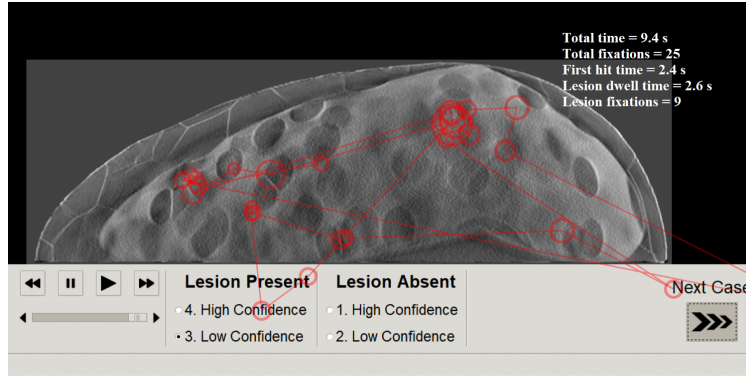 Total time = 9.4 s
Total fixations = 25
First hit time = 2.4 s
Lesion dwell time = 2.6 s
Lesion fixations = 9
Lesion Present
Lesion Absent
4. High Confidence
1. High Confidence
3. Low Confidence
2. Low Confidence
Next Case